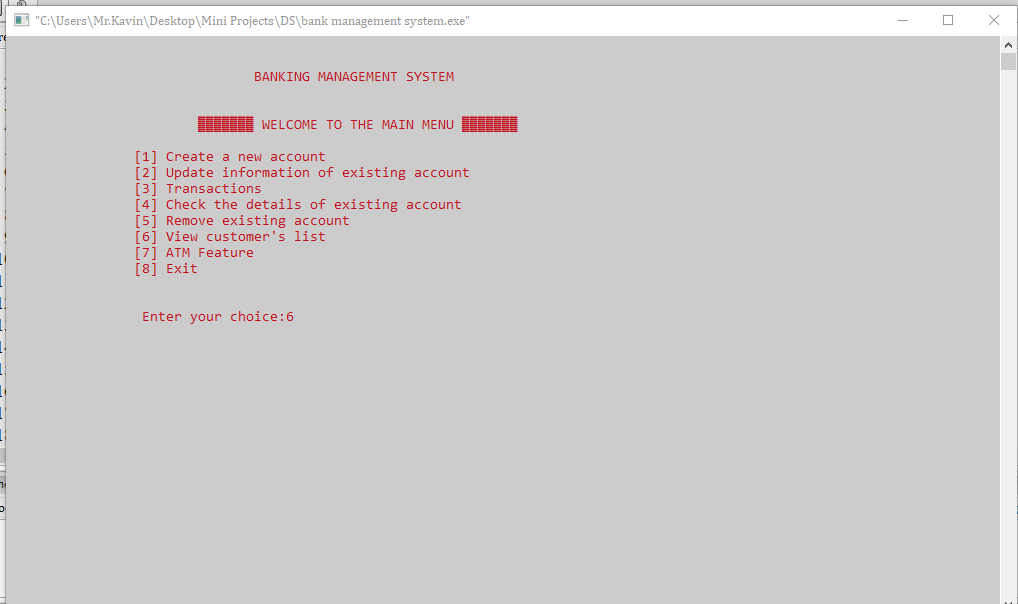 "C:\Users\Mr.Kavin\Desktop\Mini Projects\DS\bank management system.exe"
BANKING MANAGEMENT SYSTEM
▓▓▓▓▓▓▓ WELCOME TO THE MAIN MENU ▓▓▓▓▓▓▓
[1] Create a new account
[2] Update information of existing account
[3] Transactions
[4] Check the details of existing account
[5] Remove existing account
[6] View customer's list
[7] ATM Feature
[8] Exit
Enter your choice:6